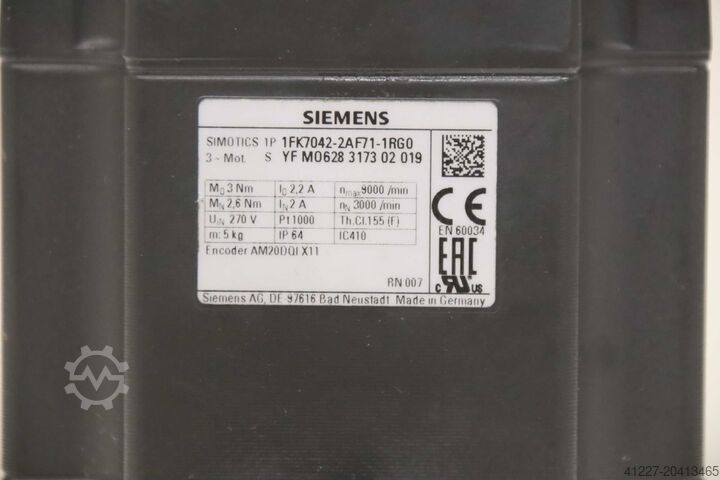 SIEMENS
SIMOTICS 1P 1FK7042-2AF71-1RG0
3~ Mot. S YF M0628 3173 02 019
M0 3 Nm I0 2,2 A nmax 9000 /min
MN 2,6 Nm IN 2 A nN 3000 /min
UIN 270 V Pt1000 Th.Cl.155 (F)
m: 5 kg IP 64 IC410
Encoder AM20DQI X11
RN 007
CE
EN 60034
EAC
c RU US
Siemens AG, DE 97616 Bad Neustadt Made in Germany
41227-20413465